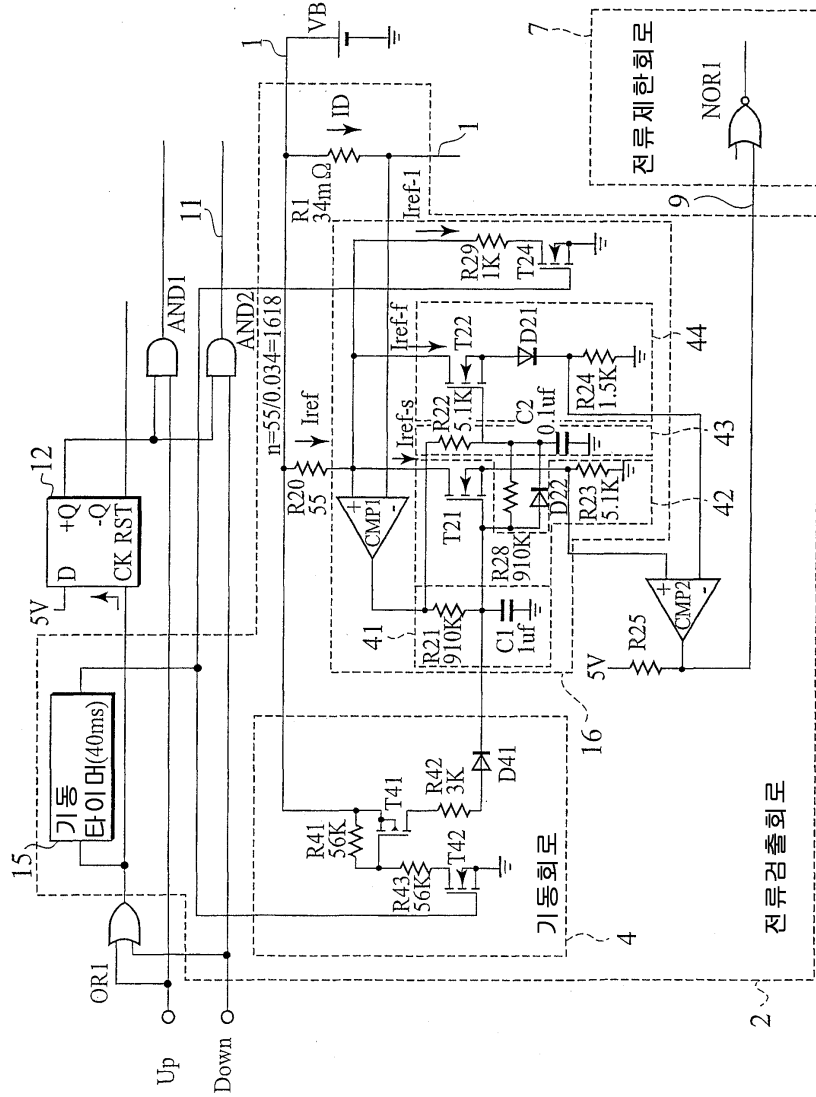 Up
Down
OR1
15
기동
타이머(40ms)
5V
12
D
+Q
-Q
CK RST
AND1
AND2
11
n=55/0.034=1618
1
VB
R1
34mΩ
ID
1
R20
55
Iref
Iref-s
Iref-f
Iref-1
+
-
CMP1
T21
R22
5.1K
T22
D21
R24
1.5K
44
C2
0.1uf
43
42
R29
1K
T24
41
R21
910K
C1
1uf
R28
910K
D22
R23
5.1K
16
R41
56K
T41
R42
3K
D41
R43
56K
T42
기동회로
4
5V
R25
+
-
CMP2
9
NOR1
전류제한회로
7
전류검출회로
2